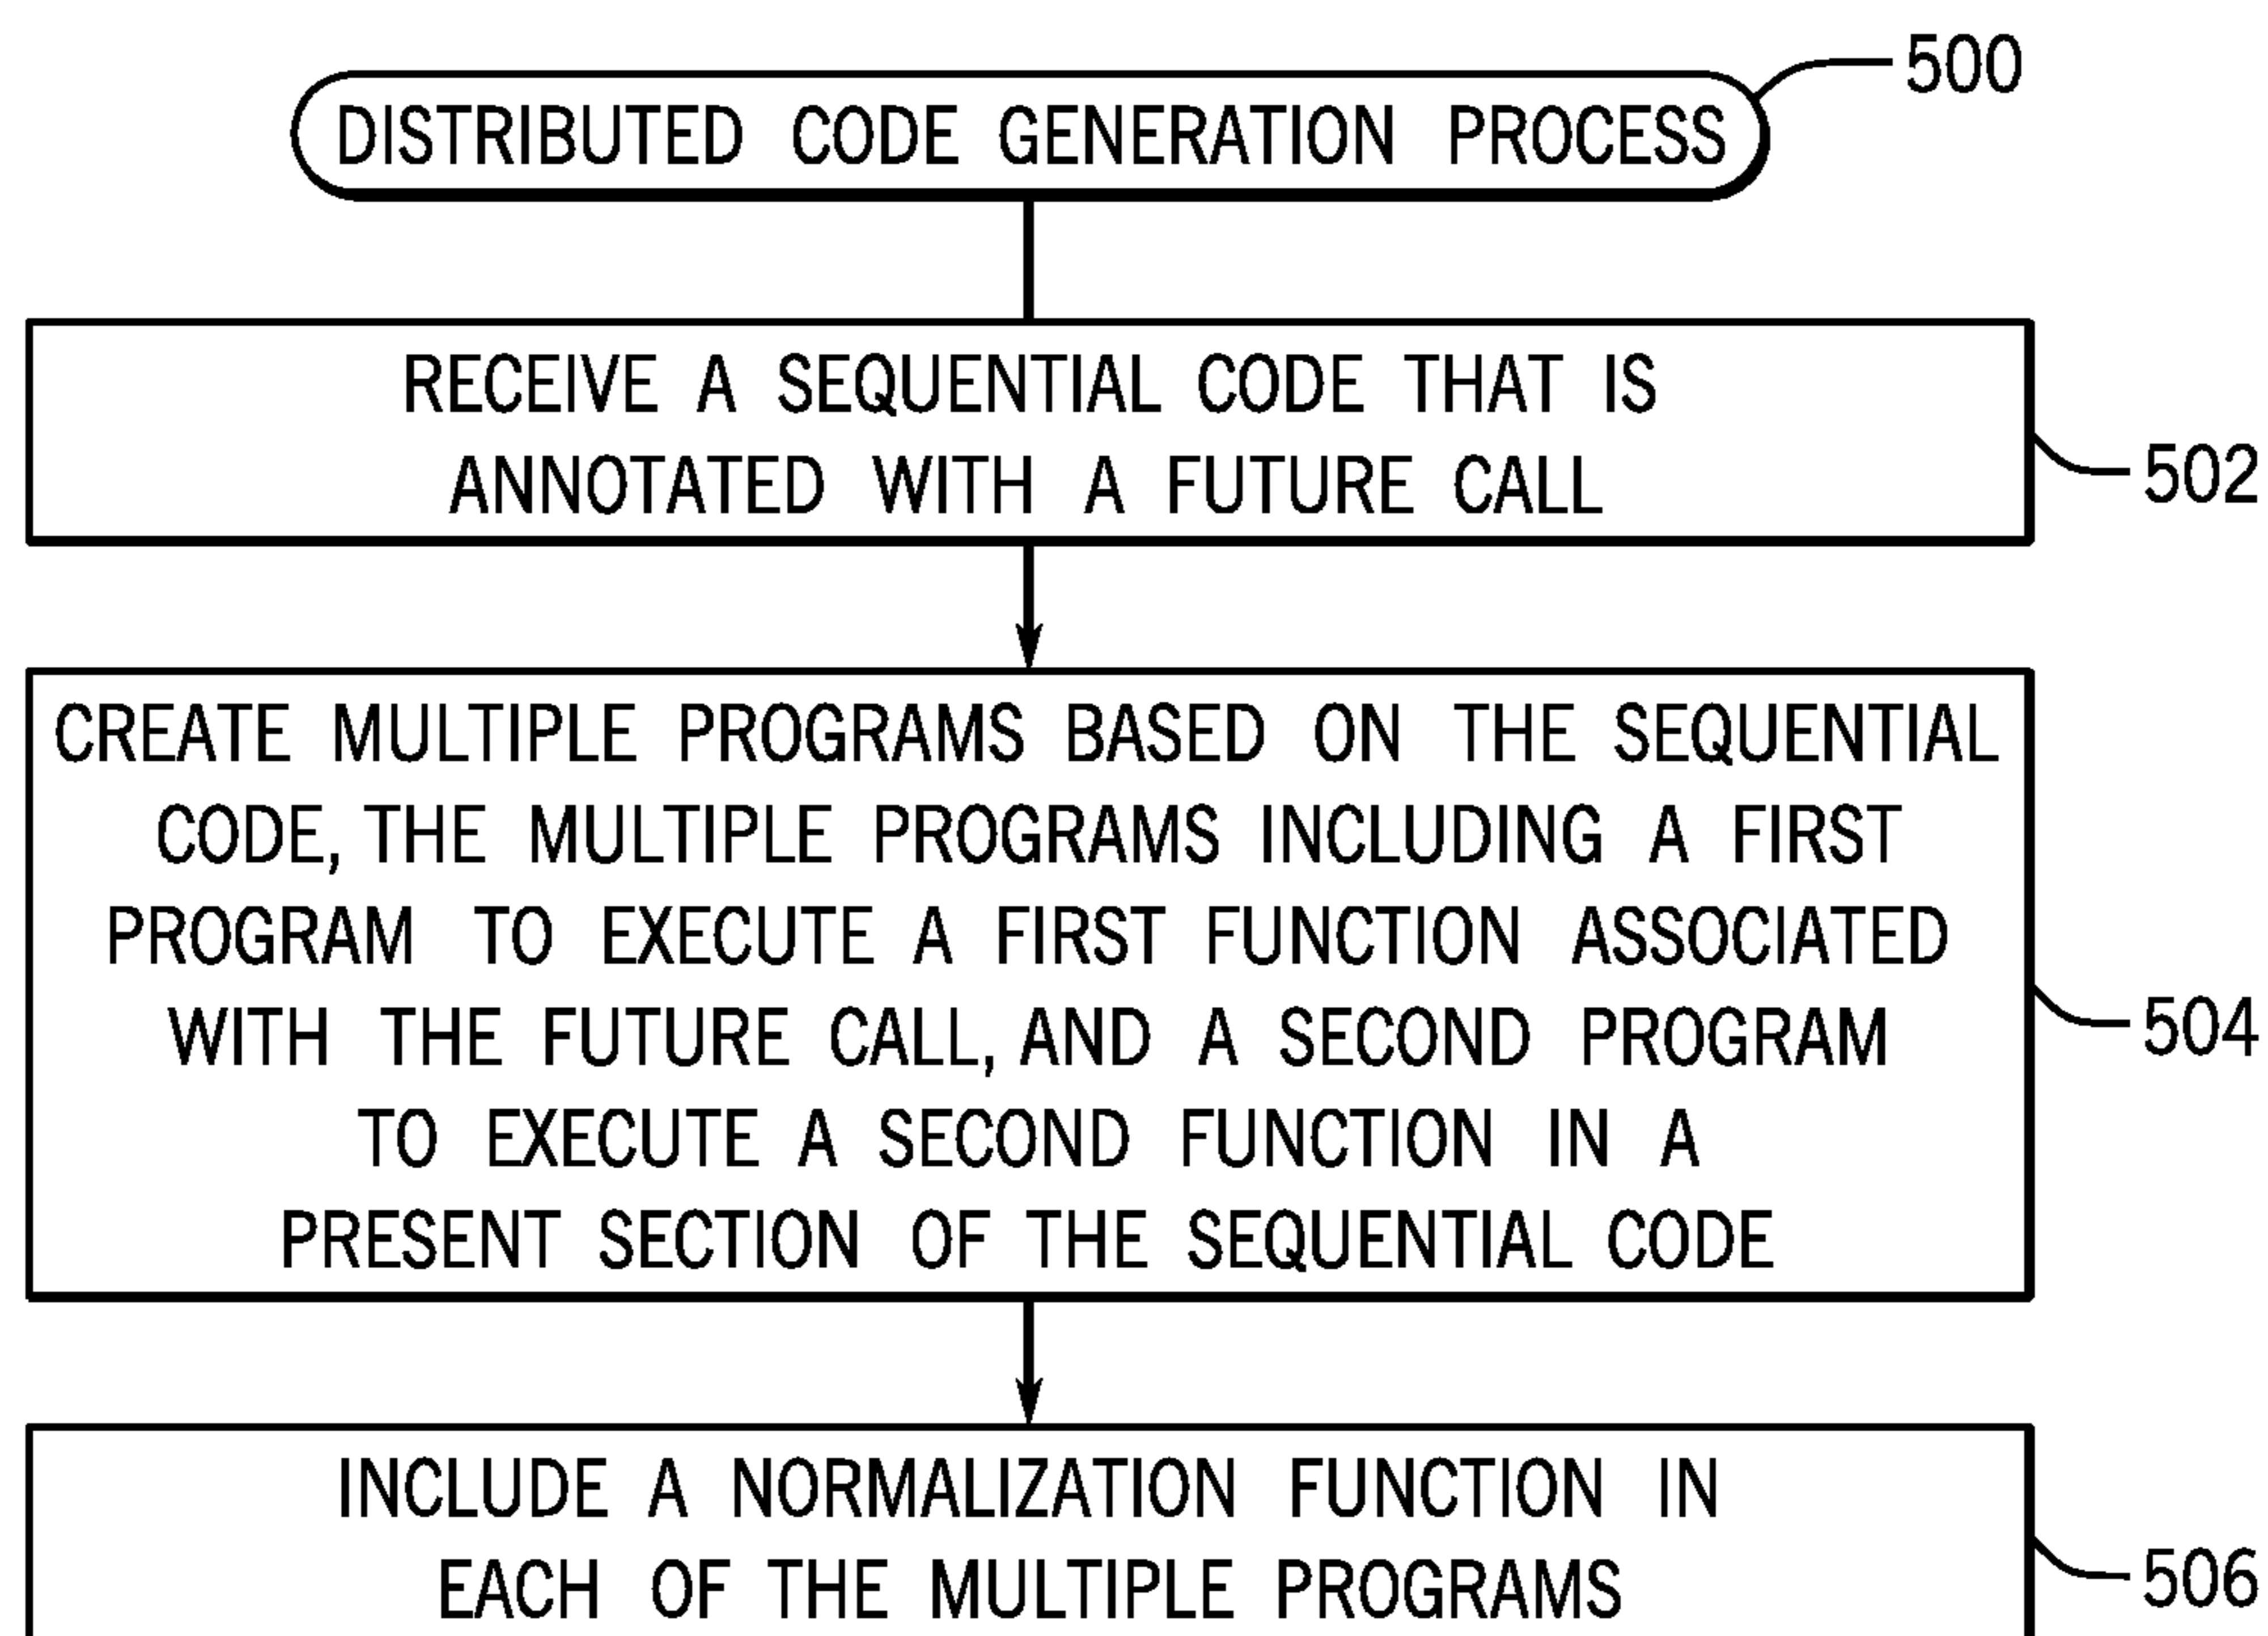 500
DISTRIBUTED CODE GENERATION PROCESS
RECEIVE A SEQUENTIAL CODE THAT IS
ANNOTATED WITH A FUTURE CALL
502
CREATE MULTIPLE PROGRAMS BASED ON THE SEQUENTIAL
CODE, THE MULTIPLE PROGRAMS INCLUDING A FIRST
PROGRAM TO EXECUTE A FIRST FUNCTION ASSOCIATED
WITH THE FUTURE CALL, AND A SECOND PROGRAM
TO EXECUTE A SECOND FUNCTION IN A
PRESENT SECTION OF THE SEQUENTIAL CODE
504
INCLUDE A NORMALIZATION FUNCTION IN
EACH OF THE MULTIPLE PROGRAMS
506